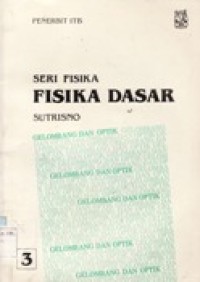 PENERBIT ITB
SERI FISIKA
FISIKA DASAR
SUTRISNO
GELOMBANG DAN OPTIK
GELOMBANG DAN OPTIK
GELOMBANG DAN OPTIK
GELOMBANG DAN OPTIK
3
GELOMBANG DAN OPTIK